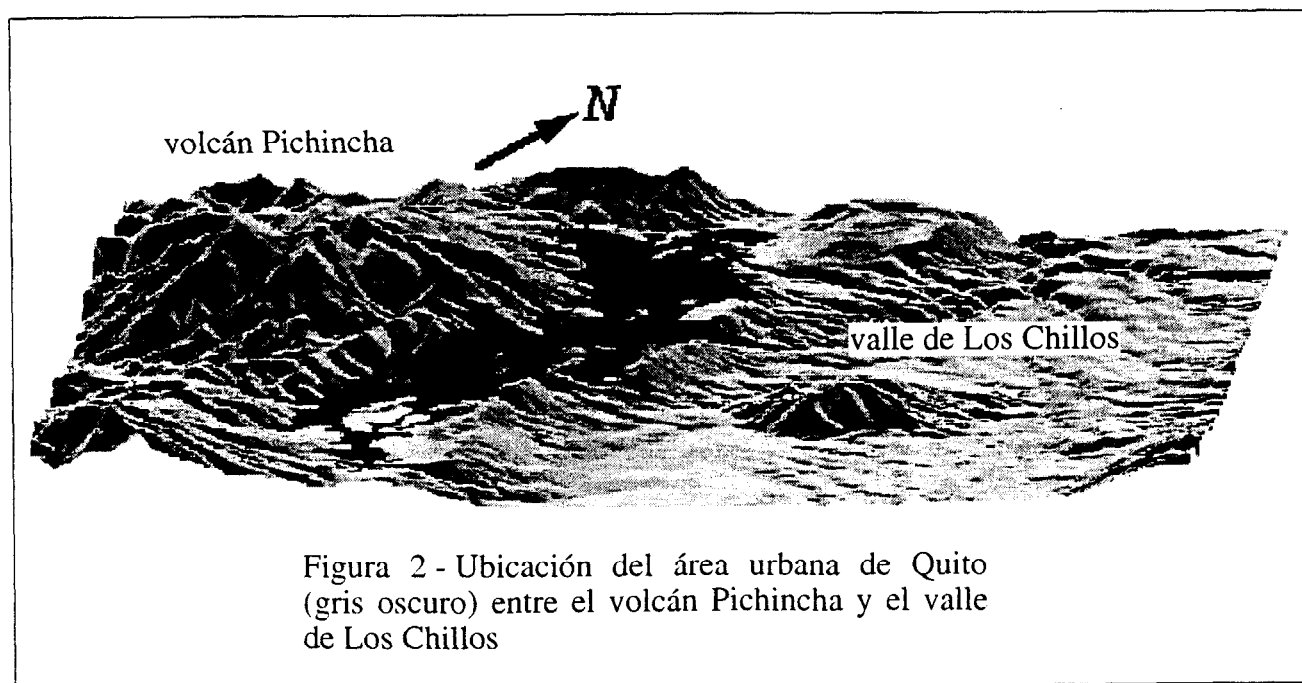 N
volcán Pichincha
valle de Los Chillos
Figura 2 - Ubicación del área urbana de Quito
(gris oscuro) entre el volcán Pichincha y el valle
de Los Chillos